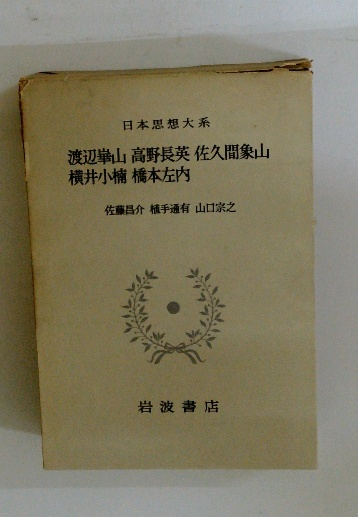 日本思想大系
渡辺崋山 高野長英 佐久間象山
横井小楠 橋本左内
佐藤昌介 植手通有 山口宗之
岩波書店